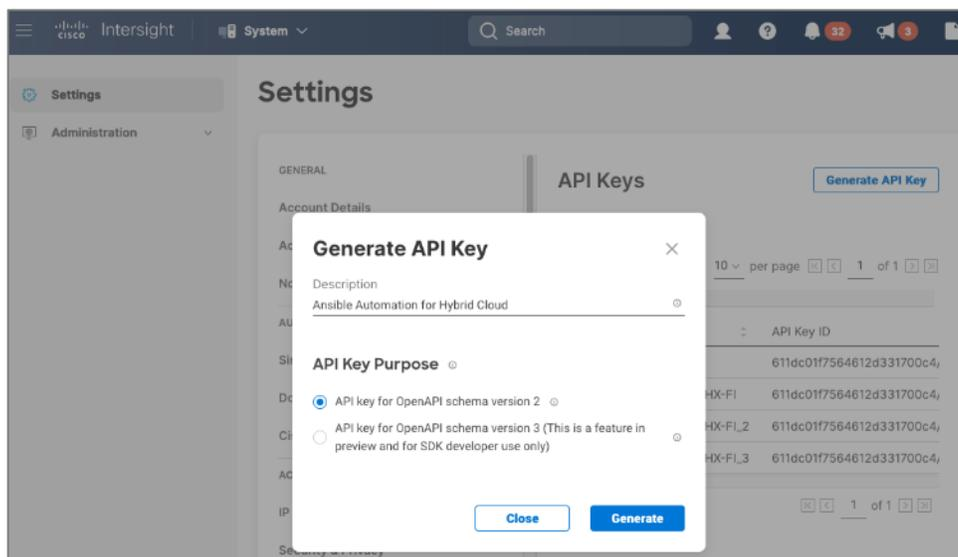 cisco Intersight System Search 32 3
Settings
Administration
Settings
GENERAL
Account Details
API Keys
Generate API Key
10 per page 1 of 1
API Key ID
611dc01f7564612d331700c4/
HX-FI 611dc01f7564612d331700c4/
HX-FI_2 611dc01f7564612d331700c4/
HX-FI_3 611dc01f7564612d331700c4/
1 of 1
Generate API Key
Description
Ansible Automation for Hybrid Cloud
API Key Purpose
API key for OpenAPI schema version 2
API key for OpenAPI schema version 3 (This is a feature in
preview and for SDK developer use only)
Close Generate
IP
Security & Privacy